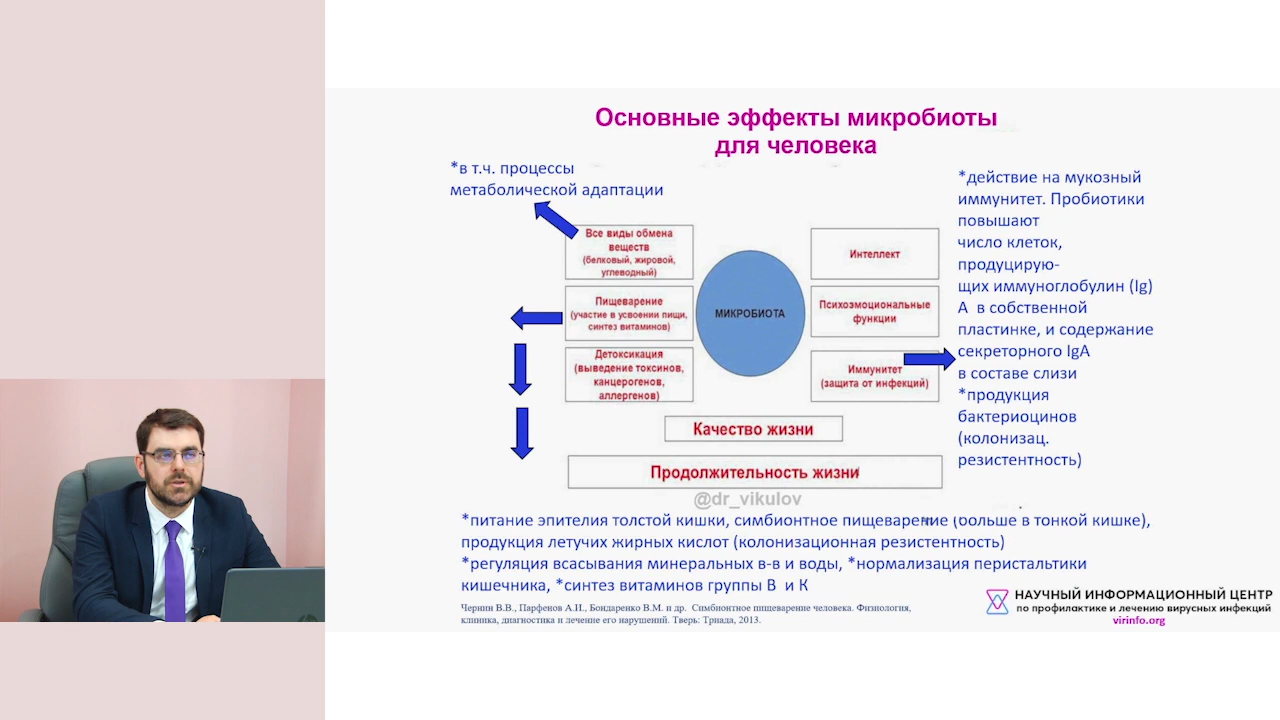 Основные эффекты микробиоты
для человека
*в т.ч. процессы
метаболической адаптации
Все виды обмена
веществ
(белковый, жировой,
углеводный)
Пищеварение
(участие в усвоении пищи,
синтез витаминов)
Детоксикация
(выведение токсинов,
канцерогенов,
аллергенов)
МИКРОБИОТА
Интеллект
Психоэмоциональные
функции
Иммунитет
(защита от инфекций)
*действие на мукозный
иммунитет. Пробиотики
повышают
число клеток,
продуцирую-
щих иммуноглобулин (Ig)
А в собственной
пластинке, и содержание
секреторного IgA
в составе слизи
*продукция
бактериоцинов
(колонизац.
резистентность)
Качество жизни
Продолжительность жизни
@dr_vikulov
*питание эпителия толстой кишки, симбионтное пищеварение (больше в тонкой кишке),
продукция летучих жирных кислот (колонизационная резистентность)
*регуляция всасывания минеральных в-в и воды, *нормализация перистальтики
кишечника, *синтез витаминов группы В и К
Чернин В.В., Парфенов А.И., Бондаренко В.М. и др. Симбионтное пищеварение человека. Физиология,
клиника, диагностика и лечение его нарушений. Тверь: Триада, 2013.
НАУЧНЫЙ ИНФОРМАЦИОННЫЙ ЦЕНТР
по профилактике и лечению вирусных инфекций
virinfo.org